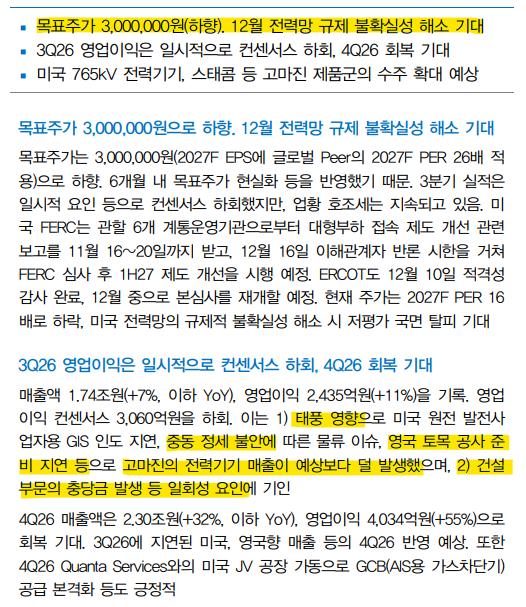 ▪ 목표주가 3,000,000원(하향). 12월 전력망 규제 불확실성 해소 기대
▪ 3Q26 영업이익은 일시적으로 컨센서스 하회, 4Q26 회복 기대
▪ 미국 765kV 전력기기, 스태콤 등 고마진 제품군의 수주 확대 예상
목표주가 3,000,000원으로 하향. 12월 전력망 규제 불확실성 해소 기대
목표주가는 3,000,000원(2027F EPS에 글로벌 Peer의 2027F PER 26배 적
용)으로 하향. 6개월 내 목표주가 현실화 등을 반영했기 때문. 3분기 실적은
일시적 요인 등으로 컨센서스 하회했지만, 업황 호조세는 지속되고 있음. 미
국 FERC는 관할 6개 계통운영기관으로부터 대형부하 접속 제도 개선 관련
보고를 11월 16~20일까지 받고, 12월 16일 이해관계자 반론 시한을 거쳐
FERC 심사 후 1H27 제도 개선을 시행 예정. ERCOT도 12월 10일 적격성
감사 완료, 12월 중으로 본심사를 재개할 예정. 현재 주가는 2027F PER 16
배로 하락, 미국 전력망의 규제적 불확실성 해소 시 저평가 국면 탈피 기대
3Q26 영업이익은 일시적으로 컨센서스 하회, 4Q26 회복 기대
매출액 1.74조원(+7%, 이하 YoY), 영업이익 2,435억원(+11%)을 기록. 영업
이익 컨센서스 3,060억원을 하회. 이는 1) 태풍 영향으로 미국 원전 발전사
업자용 GIS 인도 지연, 중동 정세 불안에 따른 물류 이슈, 영국 토목 공사 준
비 지연 등으로 고마진의 전력기기 매출이 예상보다 덜 발생했으며, 2) 건설
부문의 충당금 발생 등 일회성 요인에 기인
4Q26 매출액은 2.30조원(+32%, 이하 YoY), 영업이익 4,034억원(+55%)으로
회복 기대. 3Q26에 지연된 미국, 영국향 매출 등의 4Q26 반영 예상. 또한
4Q26 Quanta Services와의 미국 JV 공장 가동으로 GCB(AIS용 가스차단기)
공급 본격화 등도 긍정적